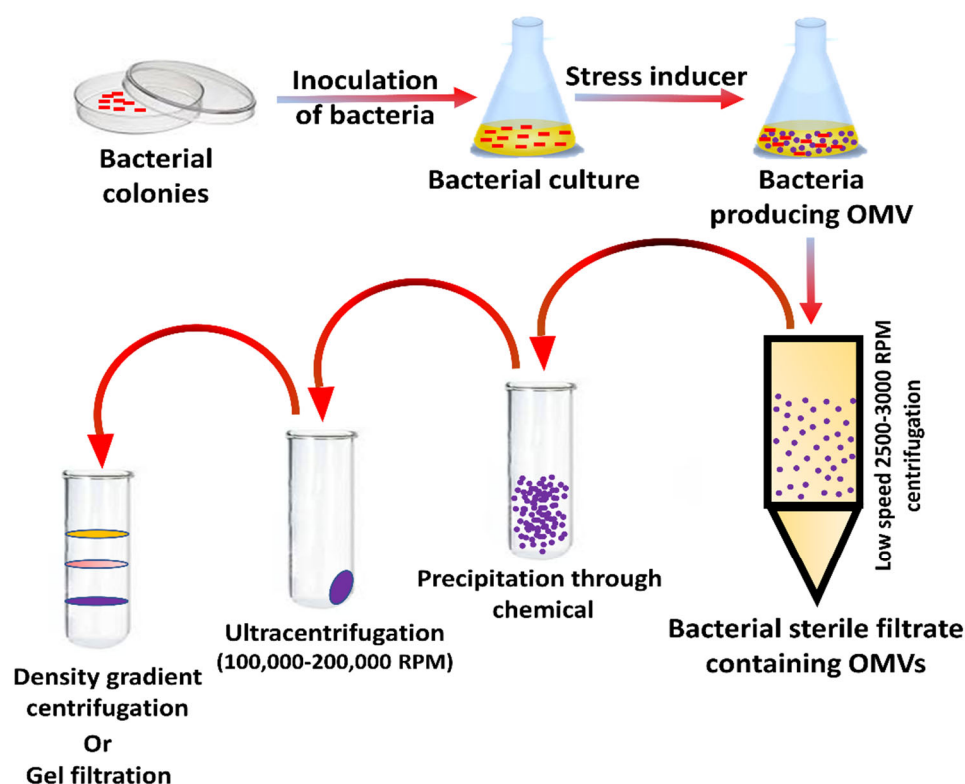 Inoculation
of bacteria
Stress inducer
Bacterial
colonies
Bacterial culture
Bacteria
producing OMV
Low speed 2500-3000 RPM
centrifugation
Bacterial sterile filtrate
containing OMVs
Precipitation through
chemical
Ultracentrifugation
(100,000-200,000 RPM)
Density gradient
centrifugation
Or
Gel filtration